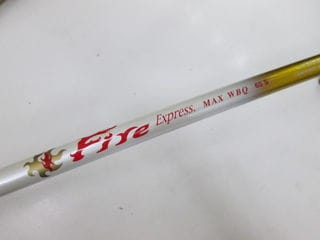 Fire Express. MAX WBQ 65 S